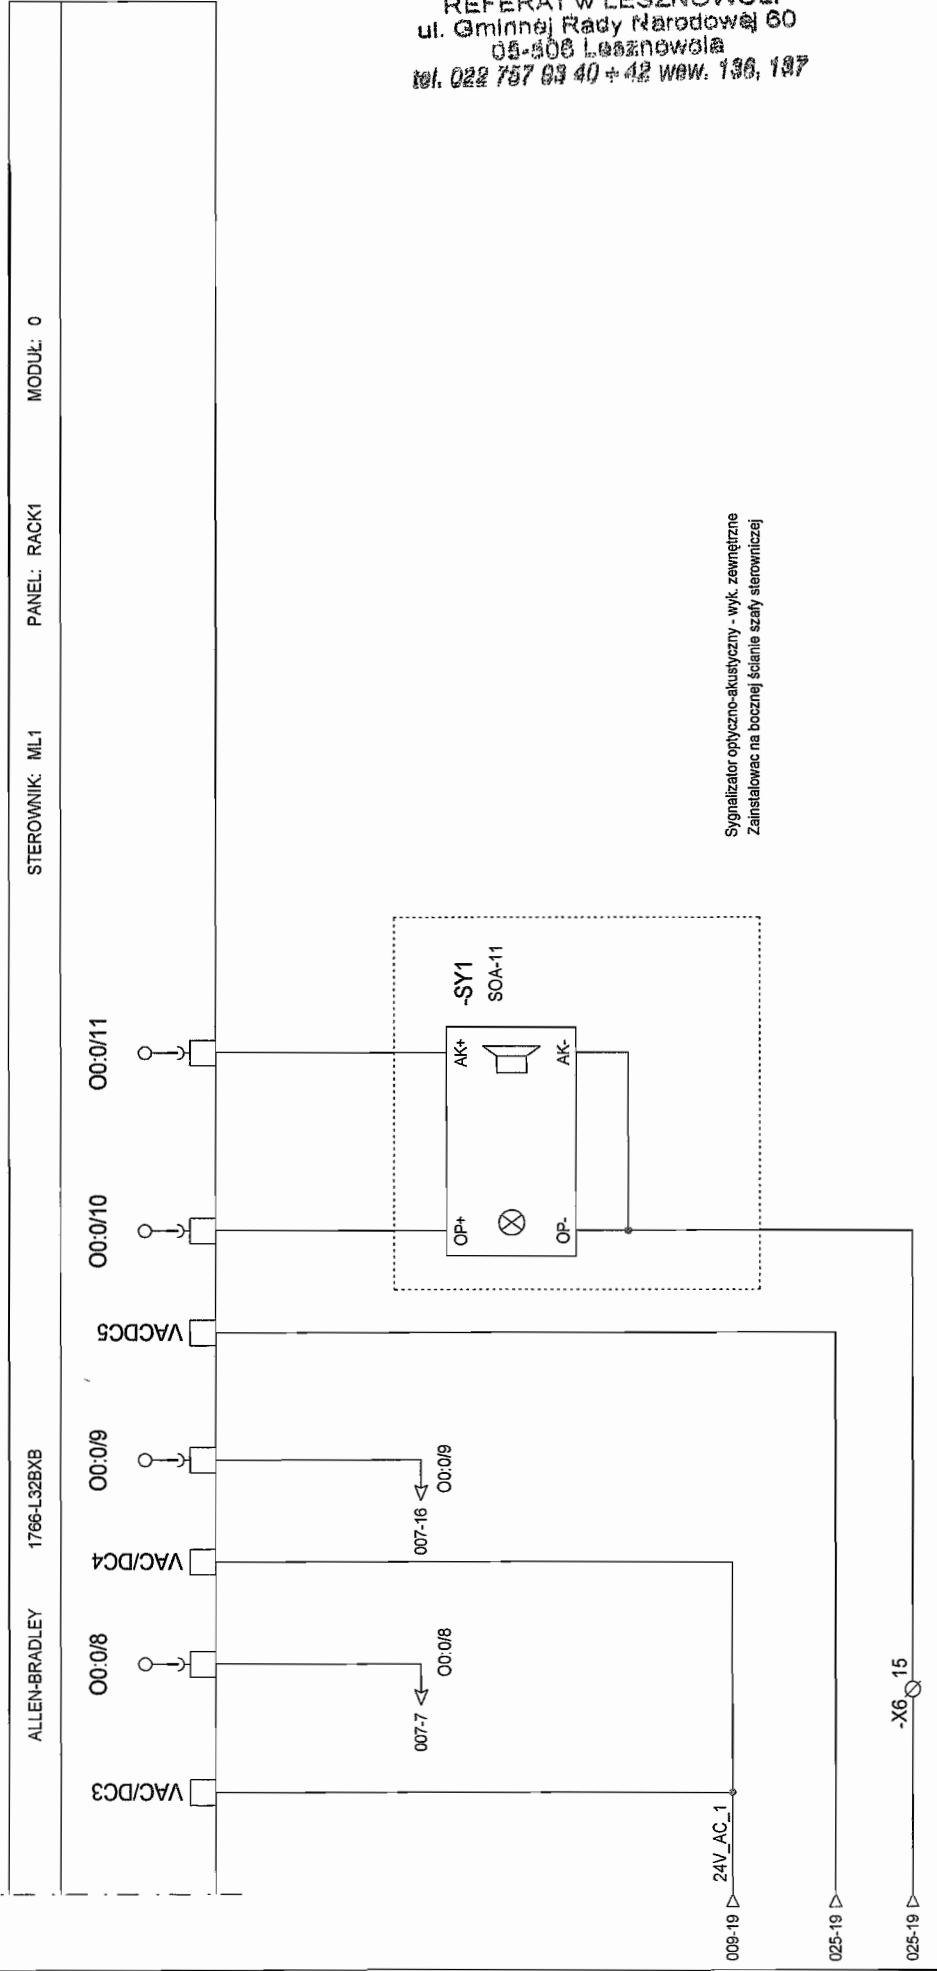 REFERAT W LESZNOWOLI
ul. Gminnej Rady Narodowej 60
05-506 Lesznowola
tel. 022 757 93 40 ÷ 42 wew. 136, 137
ALLEN-BRADLEY 1766-L32BXB STEROWNIK: ML1 PANEL: RACK1 MODUŁ: 0
VAC/DC3 O0:0/8 VAC/DC4 O0:0/9 VACDC5 O0:0/10 O0:0/11
007-7 O0:0/8
007-16 O0:0/9
-SY1
SOA-11
OP+ AK+
OP- AK-
Sygnalizator optyczno-akustyczny - wyk. zewnętrzne
Zainstalowac na bocznej ścianie szafy sterowniczej
009-19 24V_AC_1
025-19
025-19 -X6 15